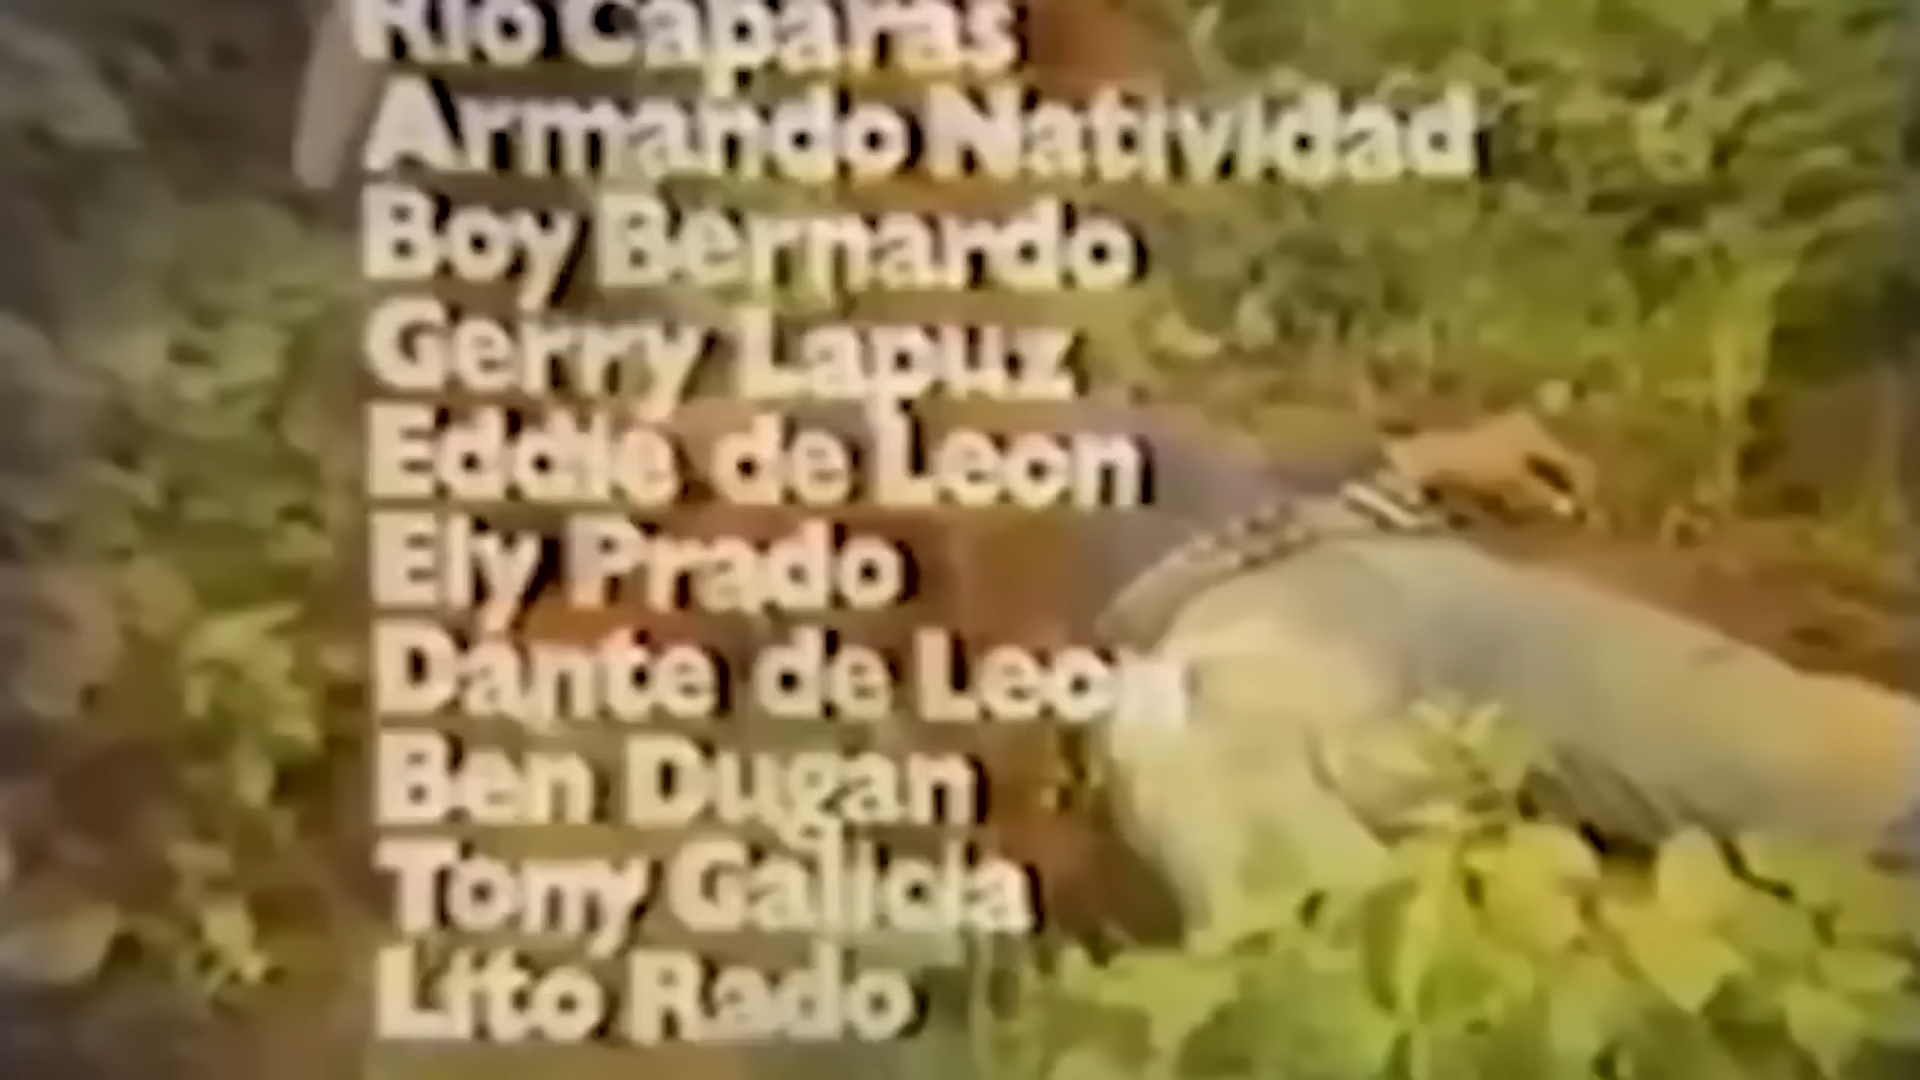 Rio Caparas
Armando Natividad
Boy Bernardo
Gerry Lapuz
Eddie de Leon
Ely Prado
Dante de Leon
Ben Dugan
Tony Galicia
Lito Rado